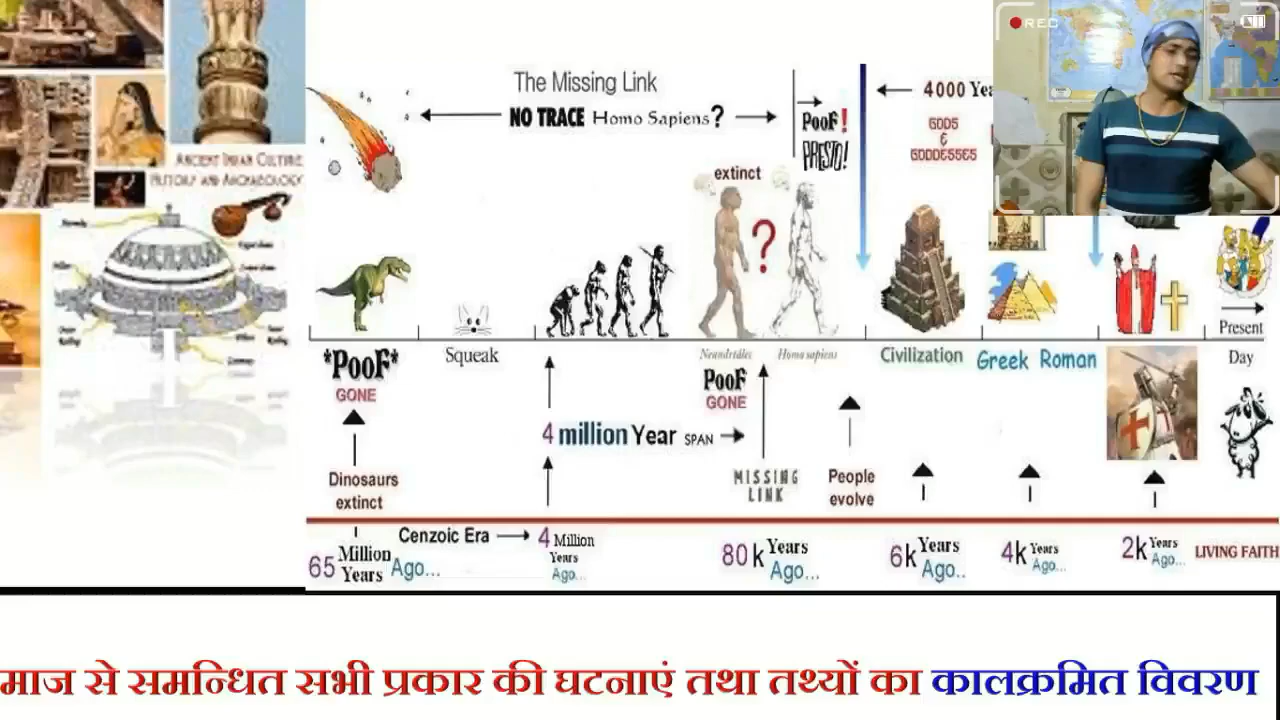 REC
ANCIENT INDIAN CULTURE
HISTORY AND ARCHAEOLOGY
The Missing Link
NO TRACE Homo Sapiens?
PooF!
PRESTO!
4000
GODS
&
GODDESSES
extinct
?
*PooF*
GONE
Squeak
Neandrtdles
Homo sapiens
PooF
GONE
Civilization
Greek Roman
Present
Day
4 million Year SPAN
Dinosaurs
extinct
MISSING
LINK
People
evolve
Cenzoic Era
65 Million Years Ago...
4 Million Years Ago...
80k Years Ago...
6k Years Ago..
4k Years Ago...
2k Years Ago...
LIVING FAITH
माज से समन्धित सभी प्रकार की घटनाएं तथा तथ्यों का कालक्रमित विवरण